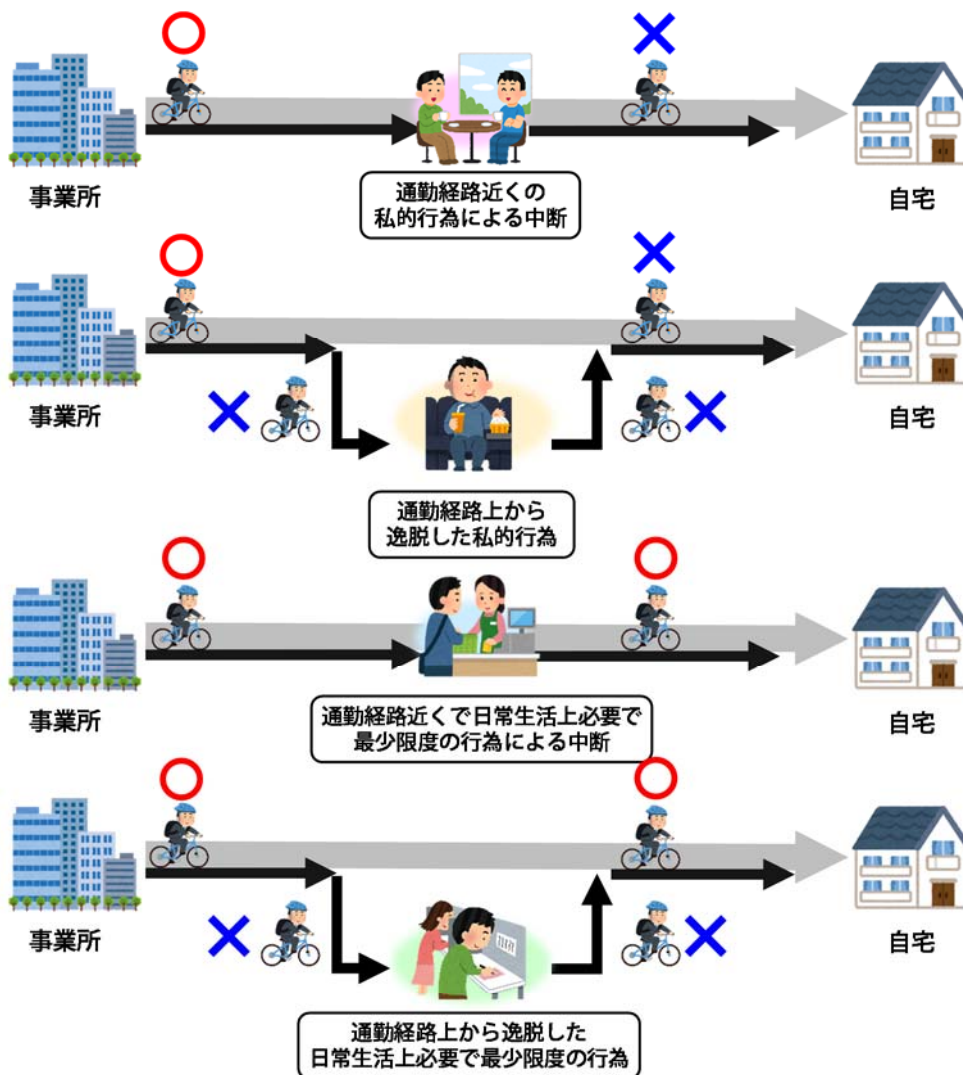 事業所
通勤経路近くの
私的行為による中断
自宅
事業所
通勤経路上から
逸脱した私的行為
自宅
事業所
通勤経路近くで日常生活上必要で
最少限度の行為による中断
自宅
事業所
通勤経路上から逸脱した
日常生活上必要で最少限度の行為
自宅